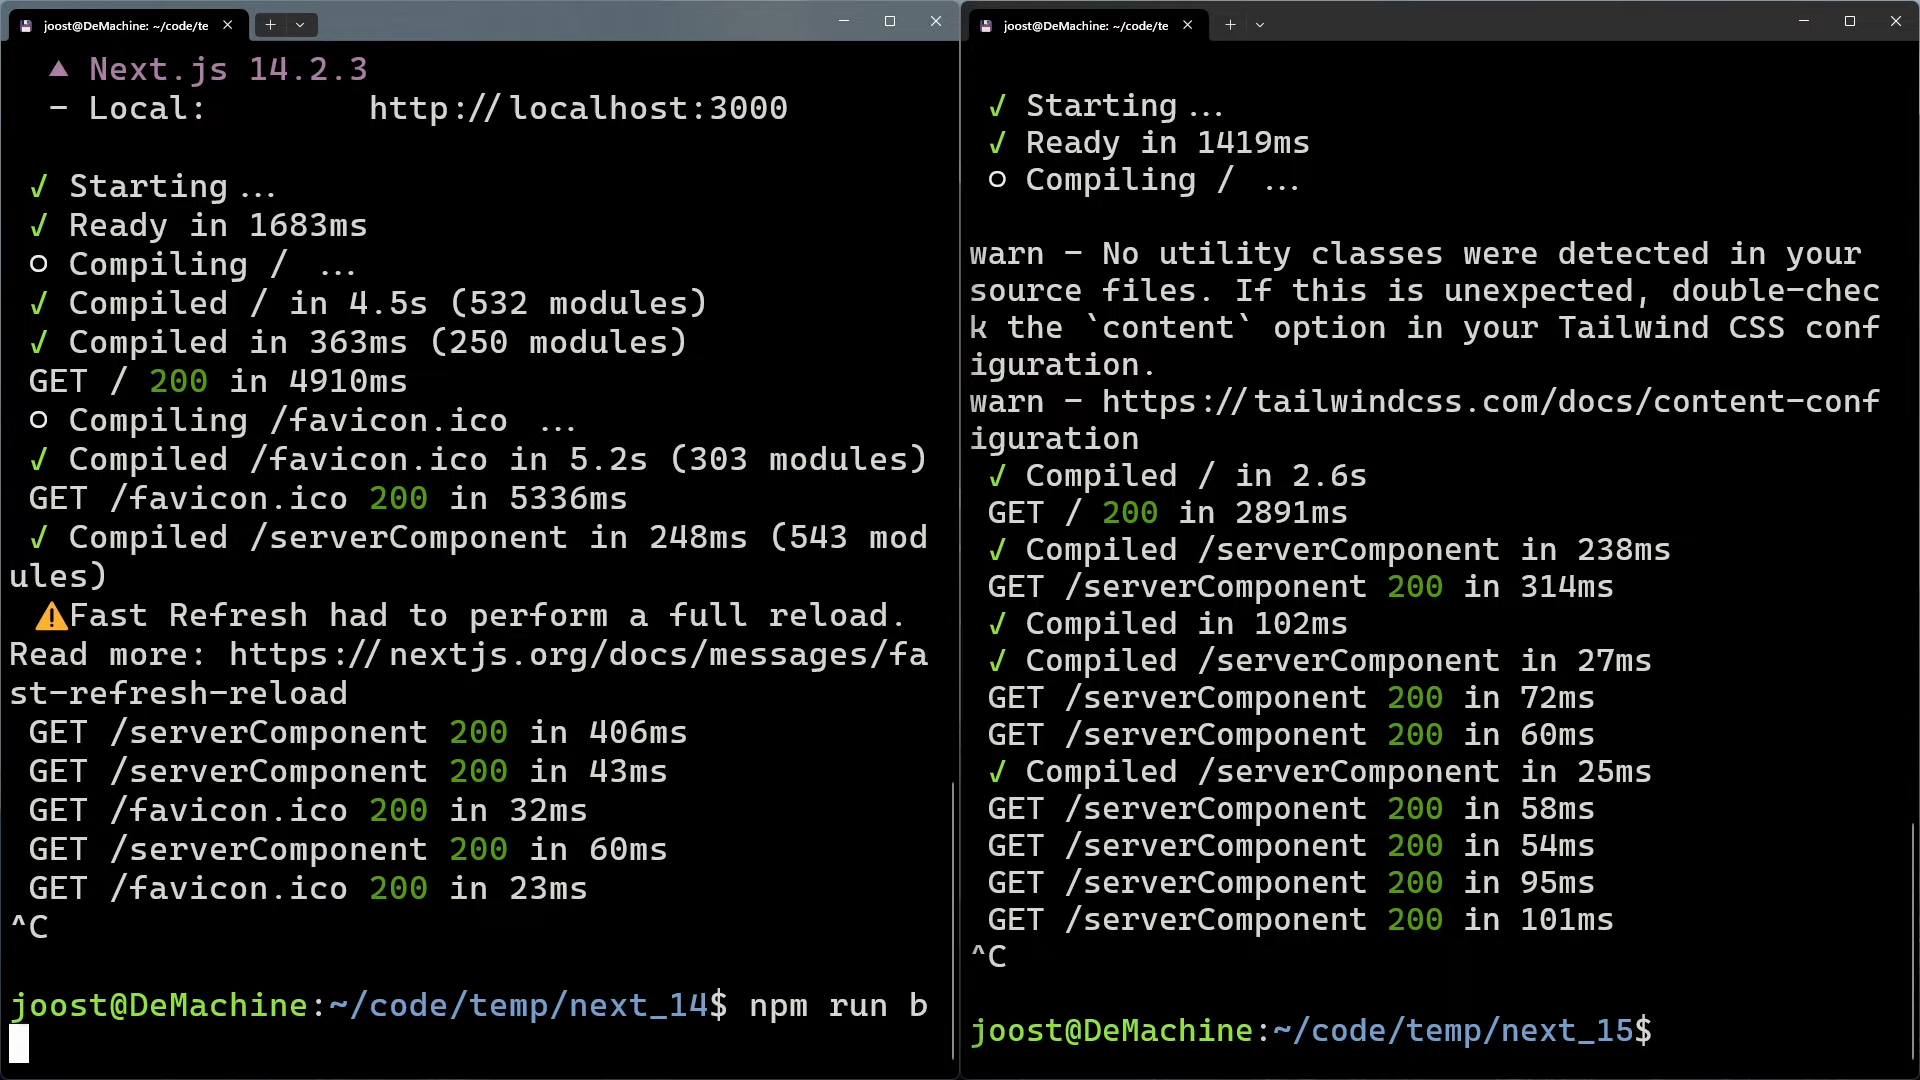 joost@DeMachine: ~/code/te
▲ Next.js 14.2.3
- Local: http://localhost:3000
✓ Starting...
✓ Ready in 1683ms
○ Compiling / ...
✓ Compiled / in 4.5s (532 modules)
✓ Compiled in 363ms (250 modules)
GET / 200 in 4910ms
○ Compiling /favicon.ico ...
✓ Compiled /favicon.ico in 5.2s (303 modules)
GET /favicon.ico 200 in 5336ms
✓ Compiled /serverComponent in 248ms (543 mod
ules)
⚠Fast Refresh had to perform a full reload.
Read more: https://nextjs.org/docs/messages/fa
st-refresh-reload
GET /serverComponent 200 in 406ms
GET /serverComponent 200 in 43ms
GET /favicon.ico 200 in 32ms
GET /serverComponent 200 in 60ms
GET /favicon.ico 200 in 23ms
^C
joost@DeMachine:~/code/temp/next_14$ npm run b
joost@DeMachine: ~/code/te
✓ Starting...
✓ Ready in 1419ms
○ Compiling / ...
warn - No utility classes were detected in your
source files. If this is unexpected, double-chec
k the `content` option in your Tailwind CSS conf
iguration.
warn - https://tailwindcss.com/docs/content-conf
iguration
✓ Compiled / in 2.6s
GET / 200 in 2891ms
✓ Compiled /serverComponent in 238ms
GET /serverComponent 200 in 314ms
✓ Compiled in 102ms
✓ Compiled /serverComponent in 27ms
GET /serverComponent 200 in 72ms
GET /serverComponent 200 in 60ms
✓ Compiled /serverComponent in 25ms
GET /serverComponent 200 in 58ms
GET /serverComponent 200 in 54ms
GET /serverComponent 200 in 95ms
GET /serverComponent 200 in 101ms
^C
joost@DeMachine:~/code/temp/next_15$